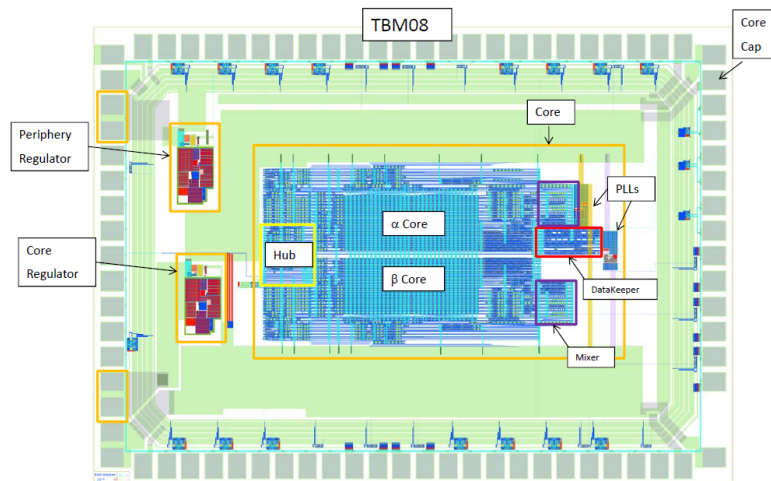 TBM08
Core
Cap
Core
Periphery
Regulator
PLLs
α Core
Core
Regulator
Hub
β Core
DataKeeper
Mixer